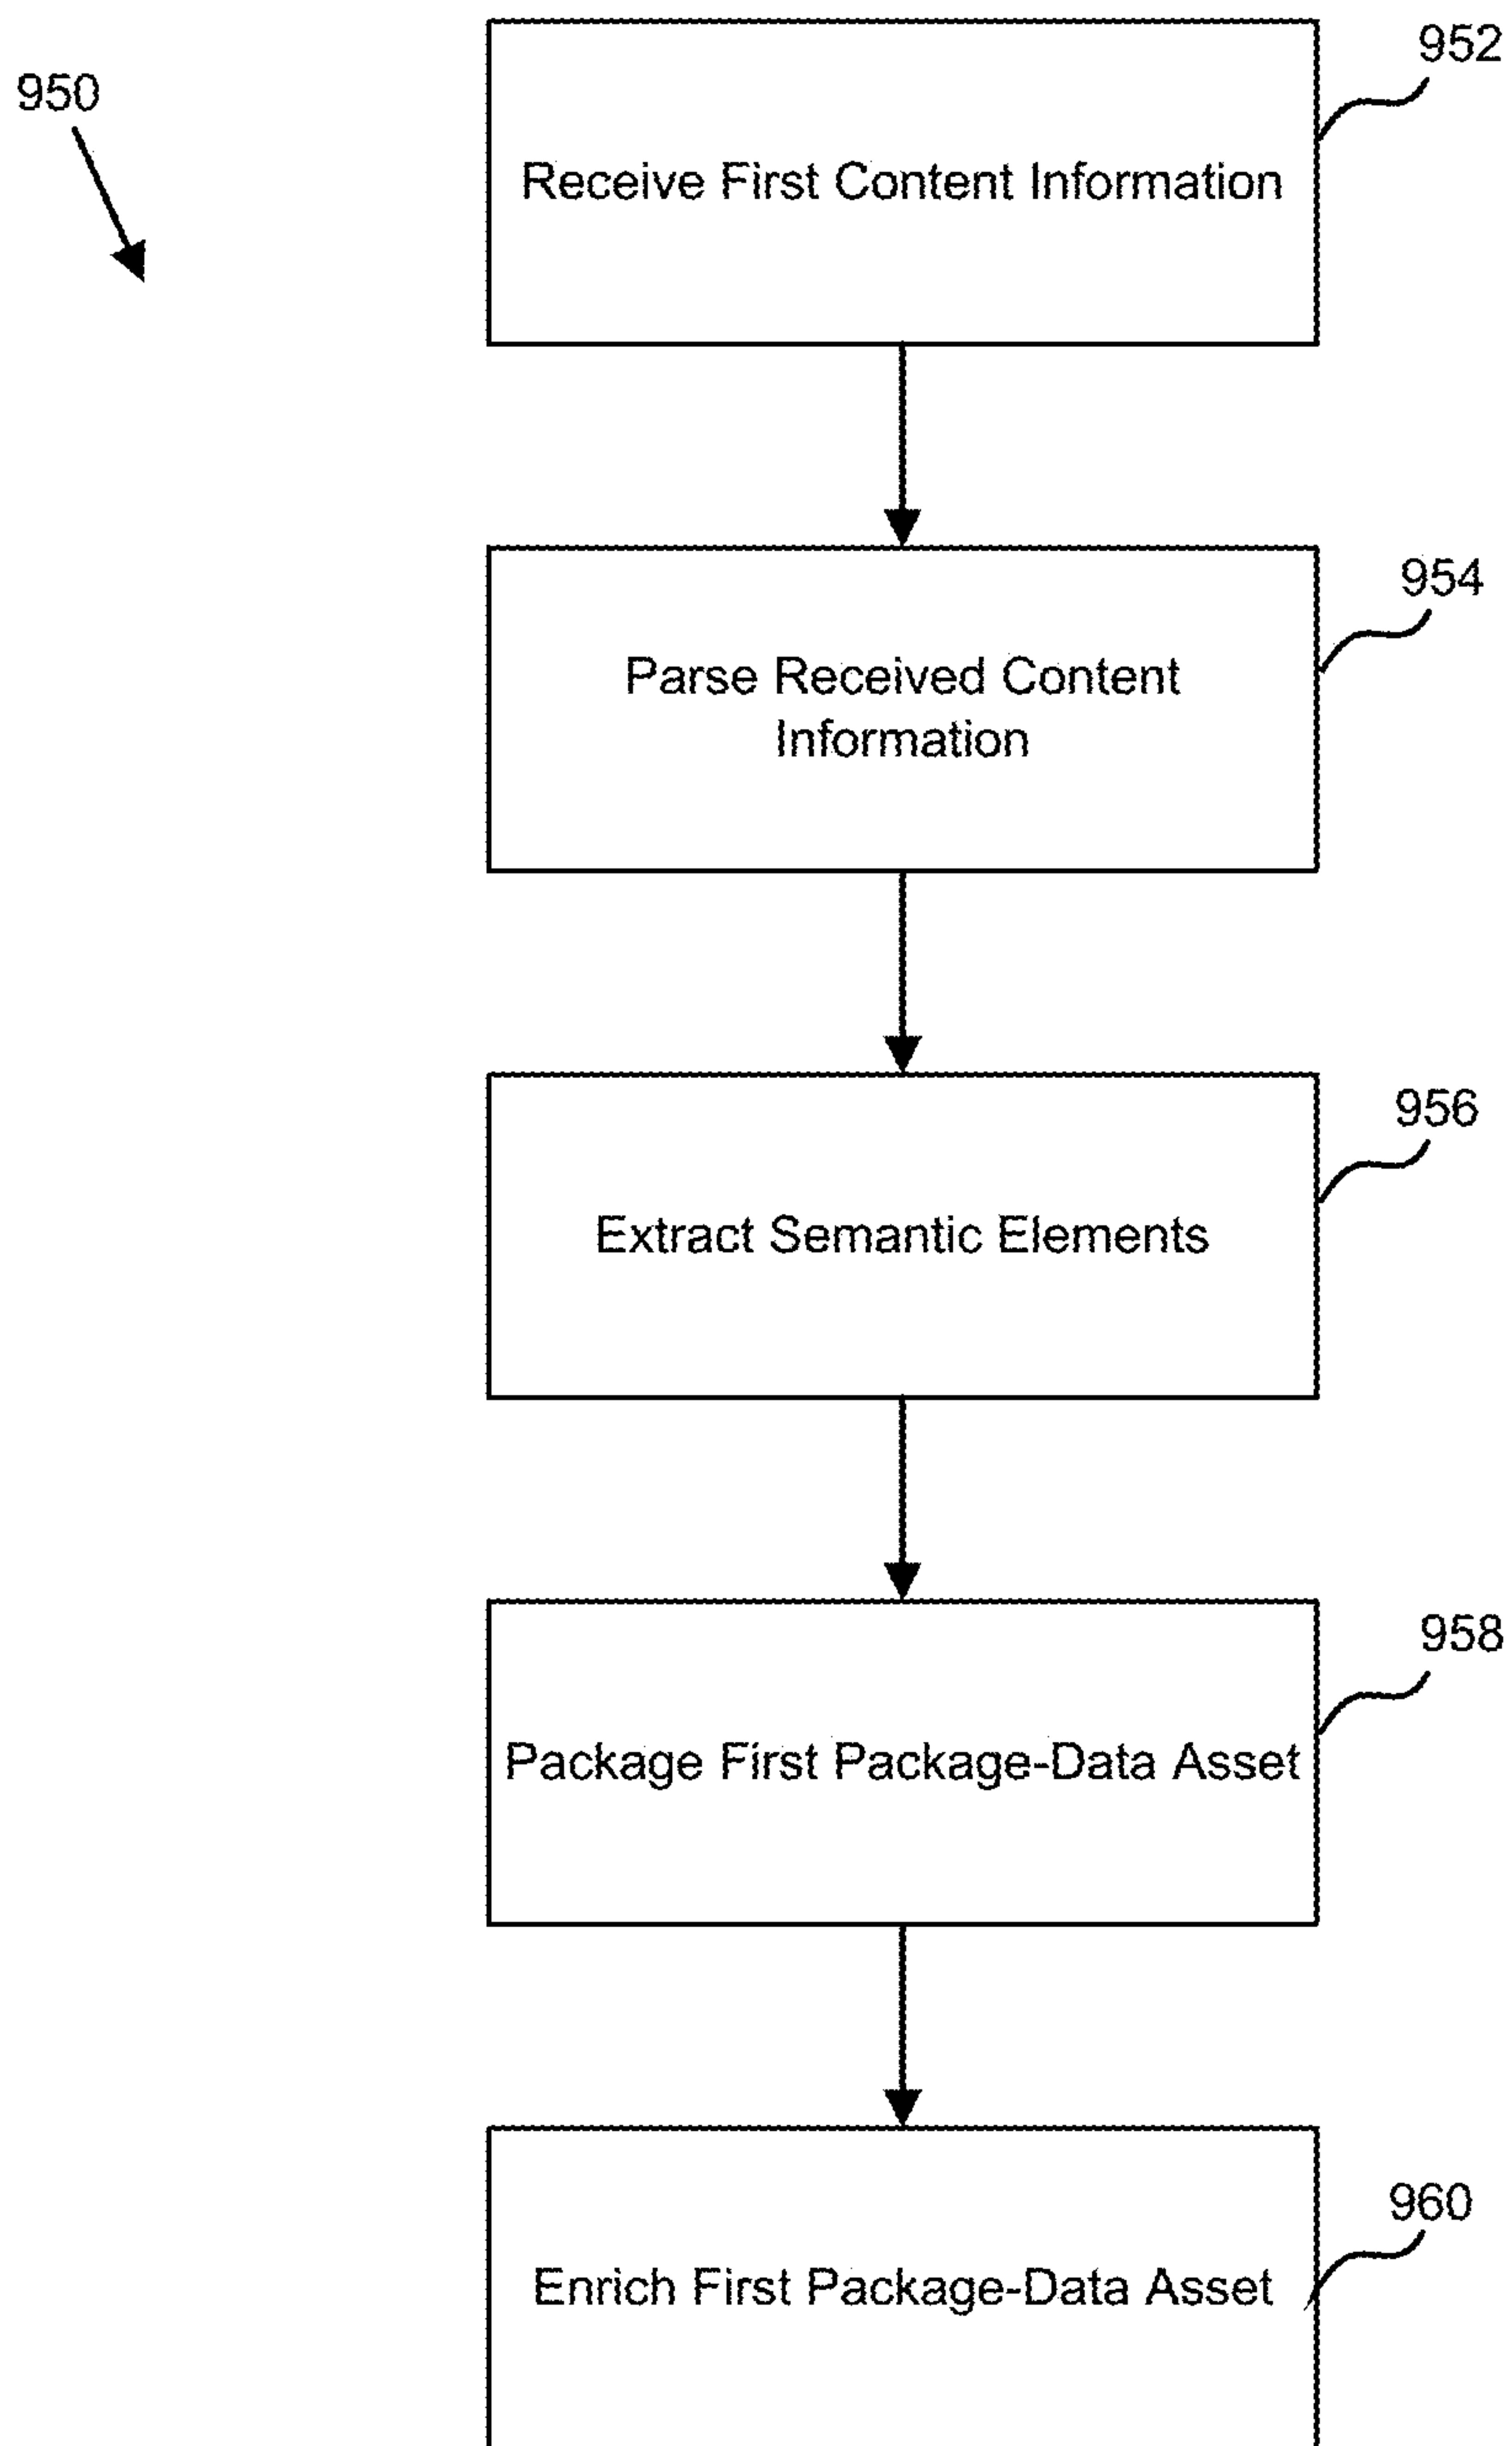 950
952
Receive First Content Information
954
Parse Received Content
Information
956
Extract Semantic Elements
958
Package First Package-Data Asset
960
Enrich First Package-Data Asset